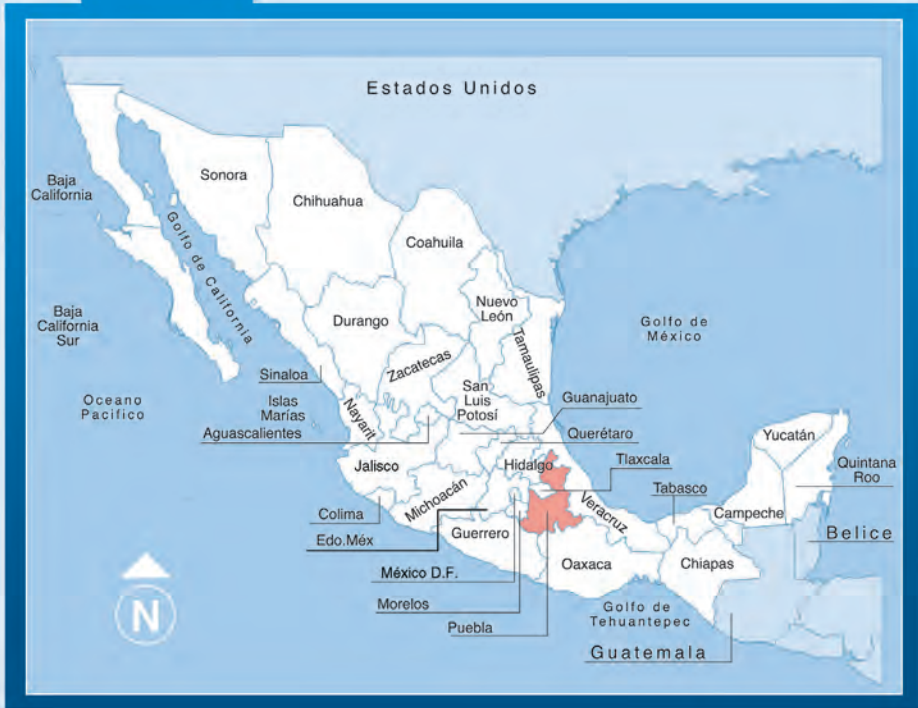 Estados Unidos
Baja
California
Sonora
Chihuahua
Coahuila
Golfo de California
Nuevo
León
Baja
California
Sur
Durango
Tamaulipas
Golfo de
México
Zacatecas
Sinaloa
San
Luis
Potosí
Oceano
Pacifico
Islas
Marías
Nayarit
Guanajuato
Aguascalientes
Querétaro
Yucatán
Jalisco
Hidalgo
Tlaxcala
Quintana
Roo
Michoacán
Veracruz
Tabasco
Colima
Campeche
Edo.Méx
Guerrero
Belice
México D.F.
Oaxaca
Chiapas
Morelos
Golfo de
Tehuantepec
Puebla
Guatemala
N